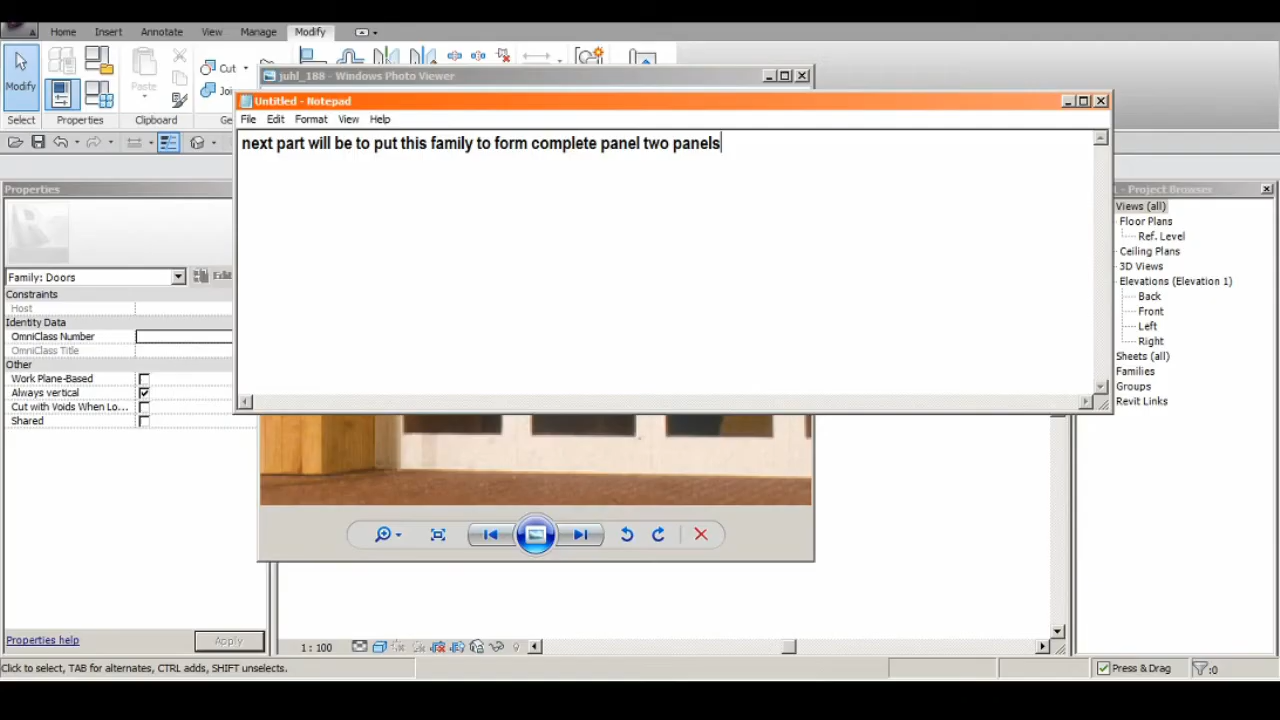 Home Insert Annotate View Manage Modify
Modify
Paste
Cut
Select Properties Clipboard
juhl_188 - Windows Photo Viewer
Untitled - Notepad
File Edit Format View Help
next part will be to put this family to form complete panel two panels
Properties
Family: Doors
Constraints
Host
Identity Data
OmniClass Number
OmniClass Title
Other
Work Plane-Based
Always vertical
Cut with Voids When Lo...
Shared
Properties help
Apply
- Project Browser
Views (all)
Floor Plans
Ref. Level
Ceiling Plans
3D Views
Elevations (Elevation 1)
Back
Front
Left
Right
Sheets (all)
Families
Groups
Revit Links
1 : 100
Click to select, TAB for alternates, CTRL adds, SHIFT unselects.
Press & Drag
:0